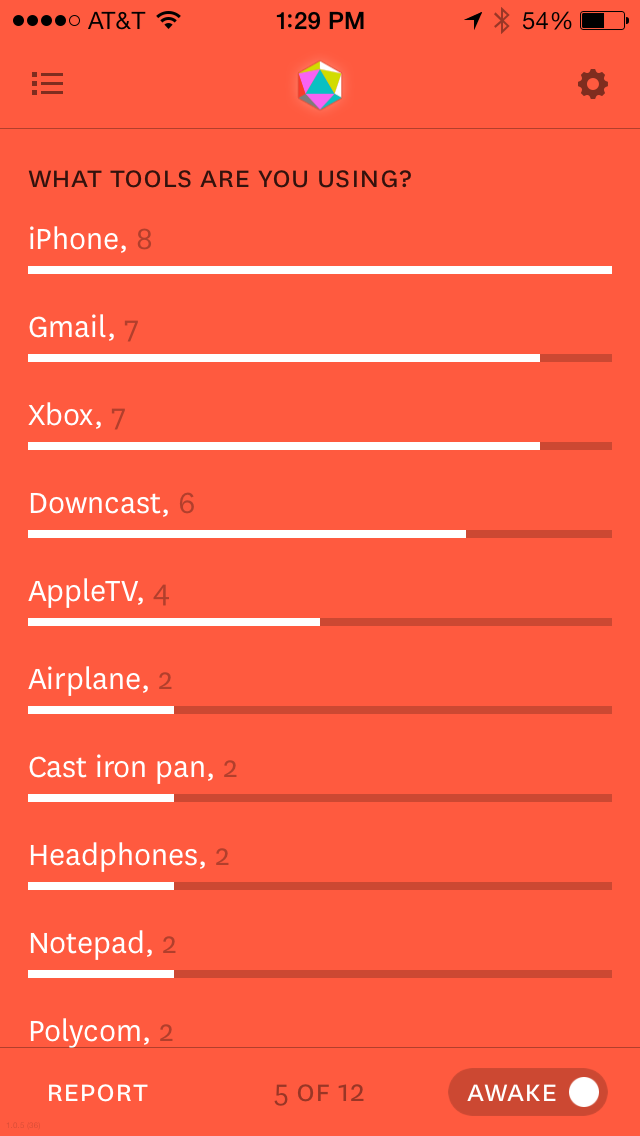 AT&T 1:29 PM 54%
WHAT TOOLS ARE YOU USING?
iPhone, 8
Gmail, 7
Xbox, 7
Downcast, 6
AppleTV, 4
Airplane, 2
Cast iron pan, 2
Headphones, 2
Notepad, 2
Polycom, 2
REPORT 5 OF 12 AWAKE